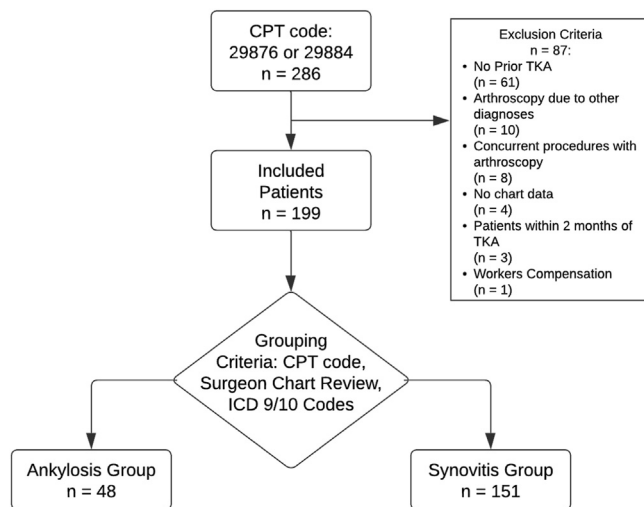 CPT code:
29876 or 29884
n = 286
Exclusion Criteria
n = 87:
• No Prior TKA
(n = 61)
• Arthroscopy due to other
diagnoses
(n = 10)
• Concurrent procedures with
arthroscopy
(n = 8)
• No chart data
(n = 4)
• Patients within 2 months of
TKA
(n = 3)
• Workers Compensation
(n = 1)
Included
Patients
n = 199
Grouping
Criteria: CPT code,
Surgeon Chart Review,
ICD 9/10 Codes
Ankylosis Group
n = 48
Synovitis Group
n = 151